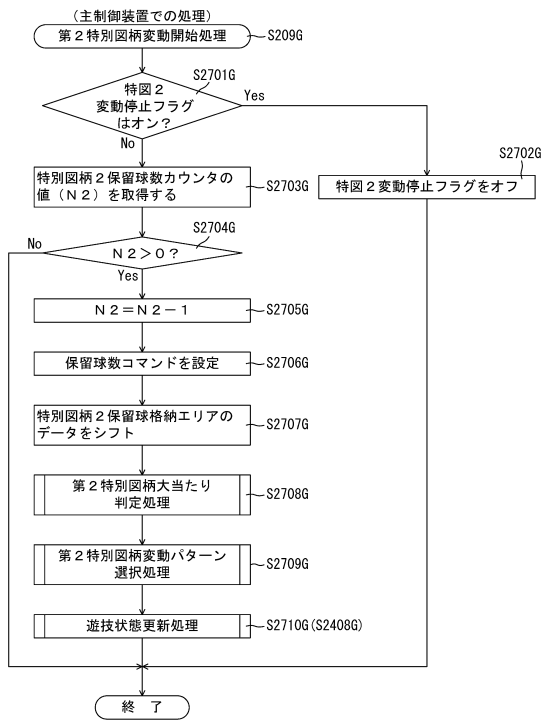 (主制御装置での処理)
第２特別図柄変動開始処理
S209G
S2701G
特図２
変動停止フラグ
はオン？
Yes
No
S2702G
特図２変動停止フラグをオフ
特別図柄２保留球数カウンタの
値（Ｎ２）を取得する
S2703G
S2704G
No
Ｎ２＞０？
Yes
Ｎ２＝Ｎ２－１
S2705G
保留球数コマンドを設定
S2706G
特別図柄２保留球格納エリアの
データをシフト
S2707G
第２特別図柄大当たり
判定処理
S2708G
第２特別図柄変動パターン
選択処理
S2709G
遊技状態更新処理
S2710G(S2408G)
終　了